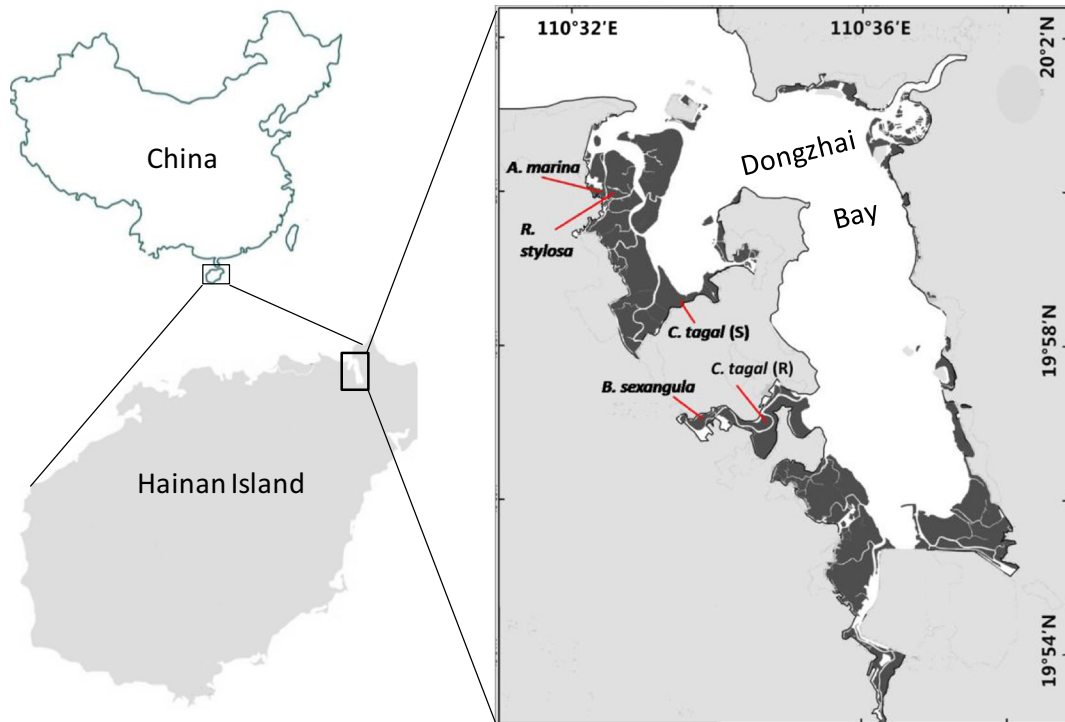 China
Hainan Island
110°32′E
110°36′E
20°2′N
Dongzhai
Bay
A. marina
R.
stylosa
C. tagal (S)
19°58′N
C. tagal (R)
B. sexangula
19°54′N